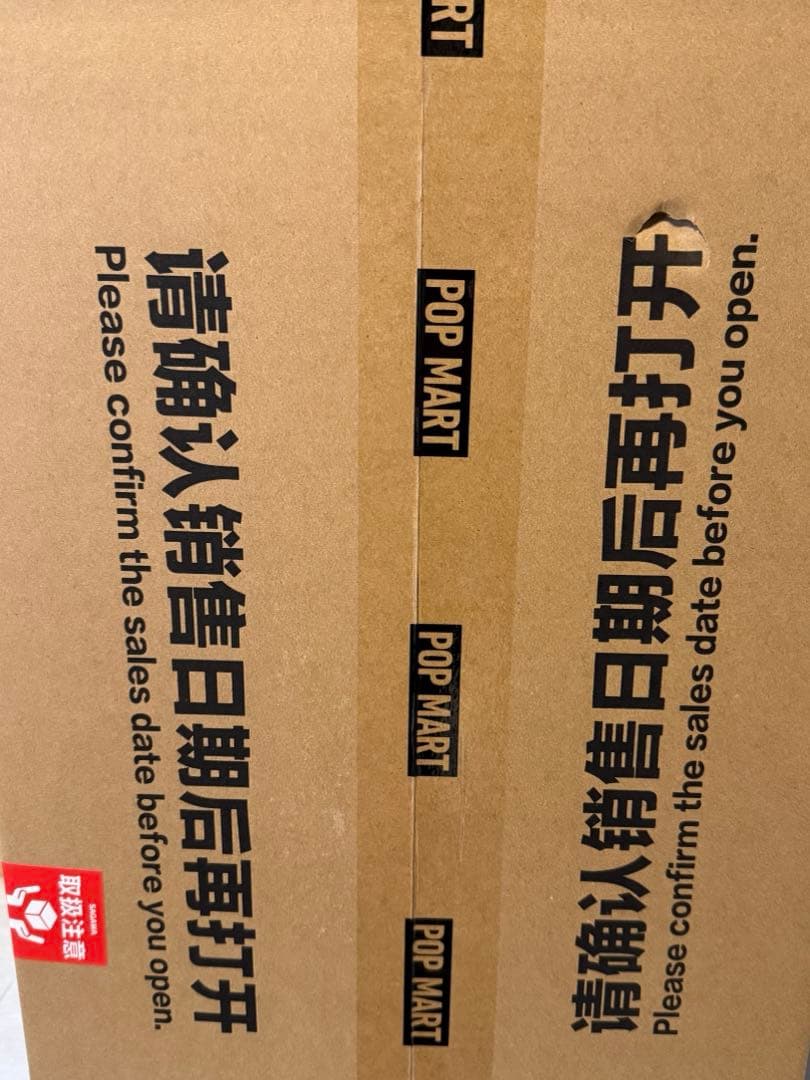 请确认销售日期后再打开
Please confirm the sales date before you open.
RT
POP MART
POP MART
POP MART
请确认销售日期后再打开
Please confirm the sales date before you open.
SAGAWA
取扱注意